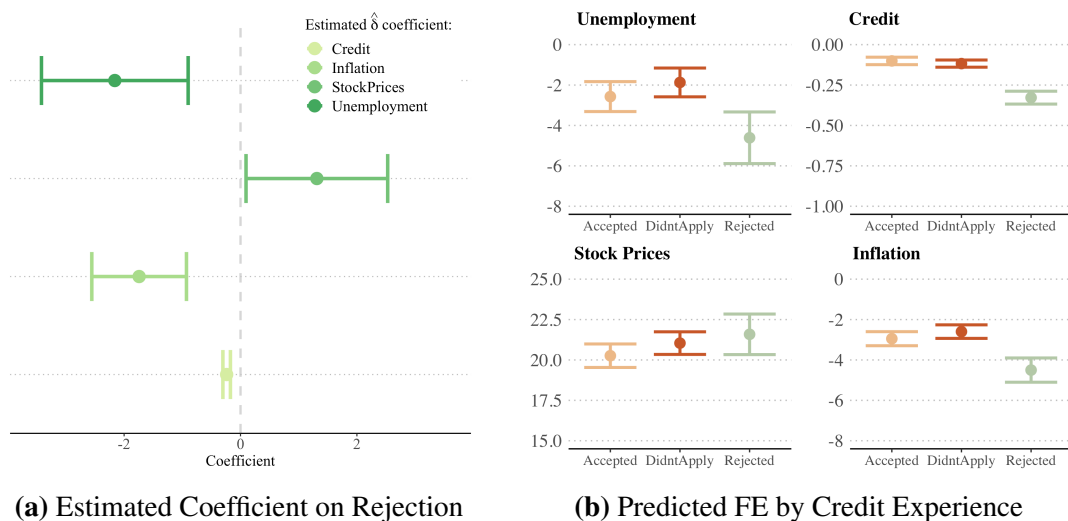 Estimated δ̂ coefficient:
Credit
Inflation
StockPrices
Unemployment
-2
0
2
Coefficient
(a) Estimated Coefficient on Rejection
Unemployment
0
-2
-4
-6
-8
Accepted DidntApply Rejected
Credit
0.00
-0.25
-0.50
-0.75
-1.00
Accepted DidntApply Rejected
Stock Prices
25.0
22.5
20.0
17.5
15.0
Accepted DidntApply Rejected
Inflation
0
-2
-4
-6
-8
Accepted DidntApply Rejected
(b) Predicted FE by Credit Experience